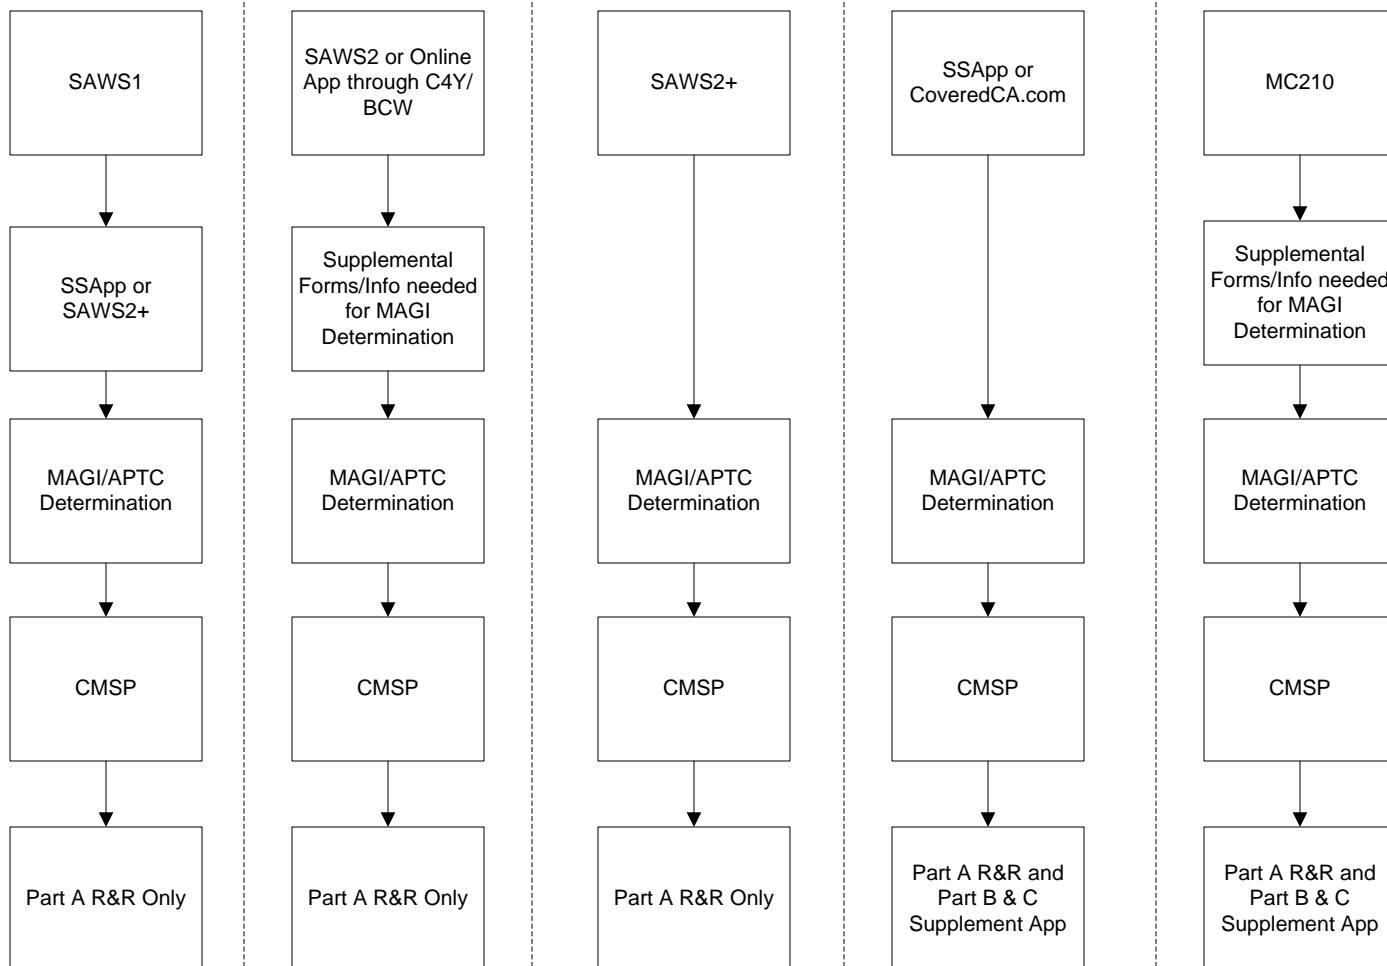 SAWS1
SAWS2 or Online
App through C4Y/
BCW
SAWS2+
SSApp or
CoveredCA.com
MC210
SSApp or
SAWS2+
Supplemental
Forms/Info needed
for MAGI
Determination
Supplemental
Forms/Info needed
for MAGI
Determination
MAGI/APTC
Determination
MAGI/APTC
Determination
MAGI/APTC
Determination
MAGI/APTC
Determination
MAGI/APTC
Determination
CMSP
CMSP
CMSP
CMSP
CMSP
Part A R&R Only
Part A R&R Only
Part A R&R Only
Part A R&R and
Part B & C
Supplement App
Part A R&R and
Part B & C
Supplement App